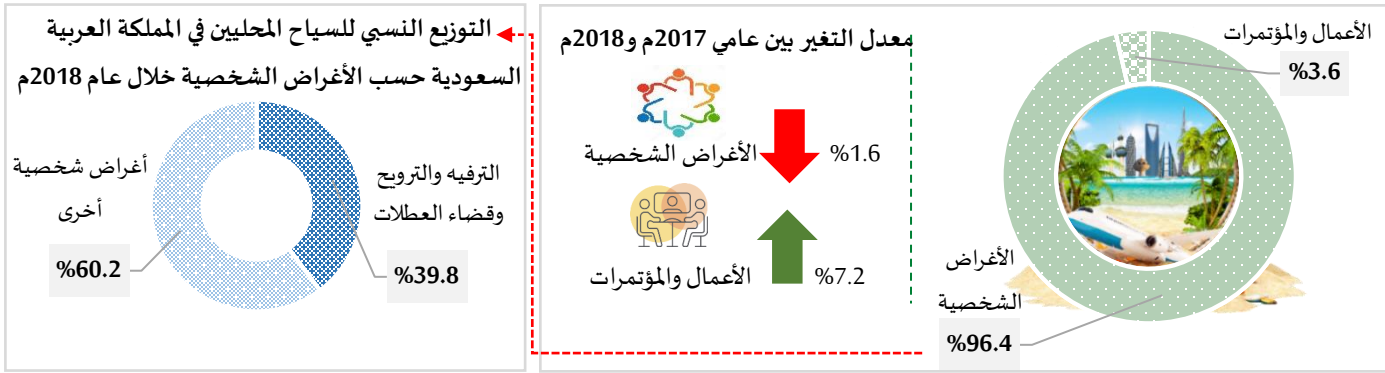 الأعمال والمؤتمرات
%3.6
الأغراض
الشخصية
%96.4
معدل التغير بين عامي 2017م و2018م
%1.6
الأغراض الشخصية
%7.2
الأعمال والمؤتمرات
التوزيع النسبي للسياح المحليين في المملكة العربية
السعودية حسب الأغراض الشخصية خلال عام 2018م
الترفيه والترويح
وقضاء العطلات
%39.8
أغراض شخصية
أخرى
%60.2